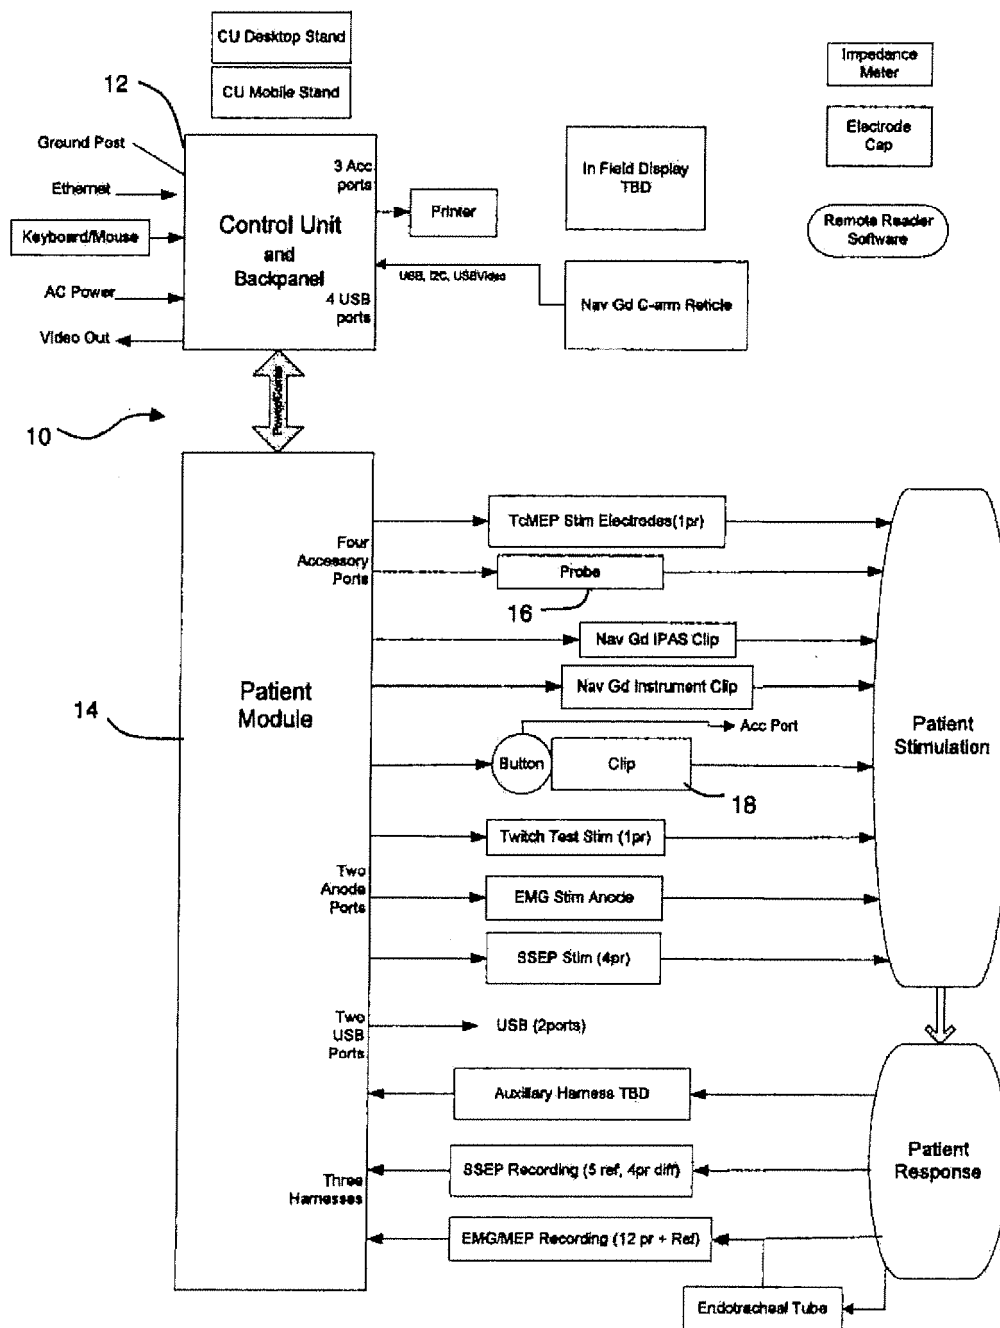 CU Desktop Stand
CU Mobile Stand
Impedance
Meter
12
Ground Post
Ethernet
Keyboard/Mouse
AC Power
Video Out
3 Acc
ports
Control Unit
and
Backpanel
4 USB
ports
Printer
USB, I2C, USBVideo
In Field Display
TBD
Electrode
Cap
Remote Reader
Software
Nav Gd C-arm Reticle
Power/Coms
10
Four
Accessory
Ports
TcMEP Stim Electrodes(1pr)
Probe
16
Nav Gd IPAS Clip
Nav Gd Instrument Clip
14
Patient
Module
Acc Port
Button
Clip
18
Patient
Stimulation
Twitch Test Stim (1pr)
Two
Anode
Ports
EMG Stim Anode
SSEP Stim (4pr)
Two
USB
Ports
USB (2ports)
Auxillary Harness TBD
Three
Harnesses
SSEP Recording (5 ref, 4pr diff)
Patient
Response
EMG/MEP Recording (12 pr + Ref)
Endotracheal Tube